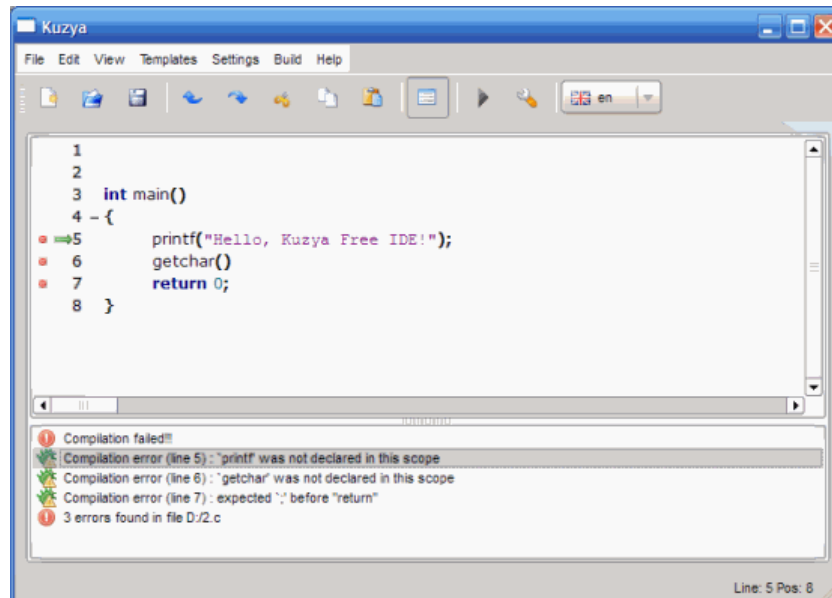 Kuzya
File Edit View Templates Settings Build Help
en
1
2
3 int main()
4 – {
5 printf("Hello, Kuzya Free IDE!");
6 getchar()
7 return 0;
8 }
Compilation failed!!!
Compilation error (line 5) : `printf' was not declared in this scope
Compilation error (line 6) : `getchar' was not declared in this scope
Compilation error (line 7) : expected `;' before "return"
3 errors found in file D:/2.c
Line: 5 Pos: 8